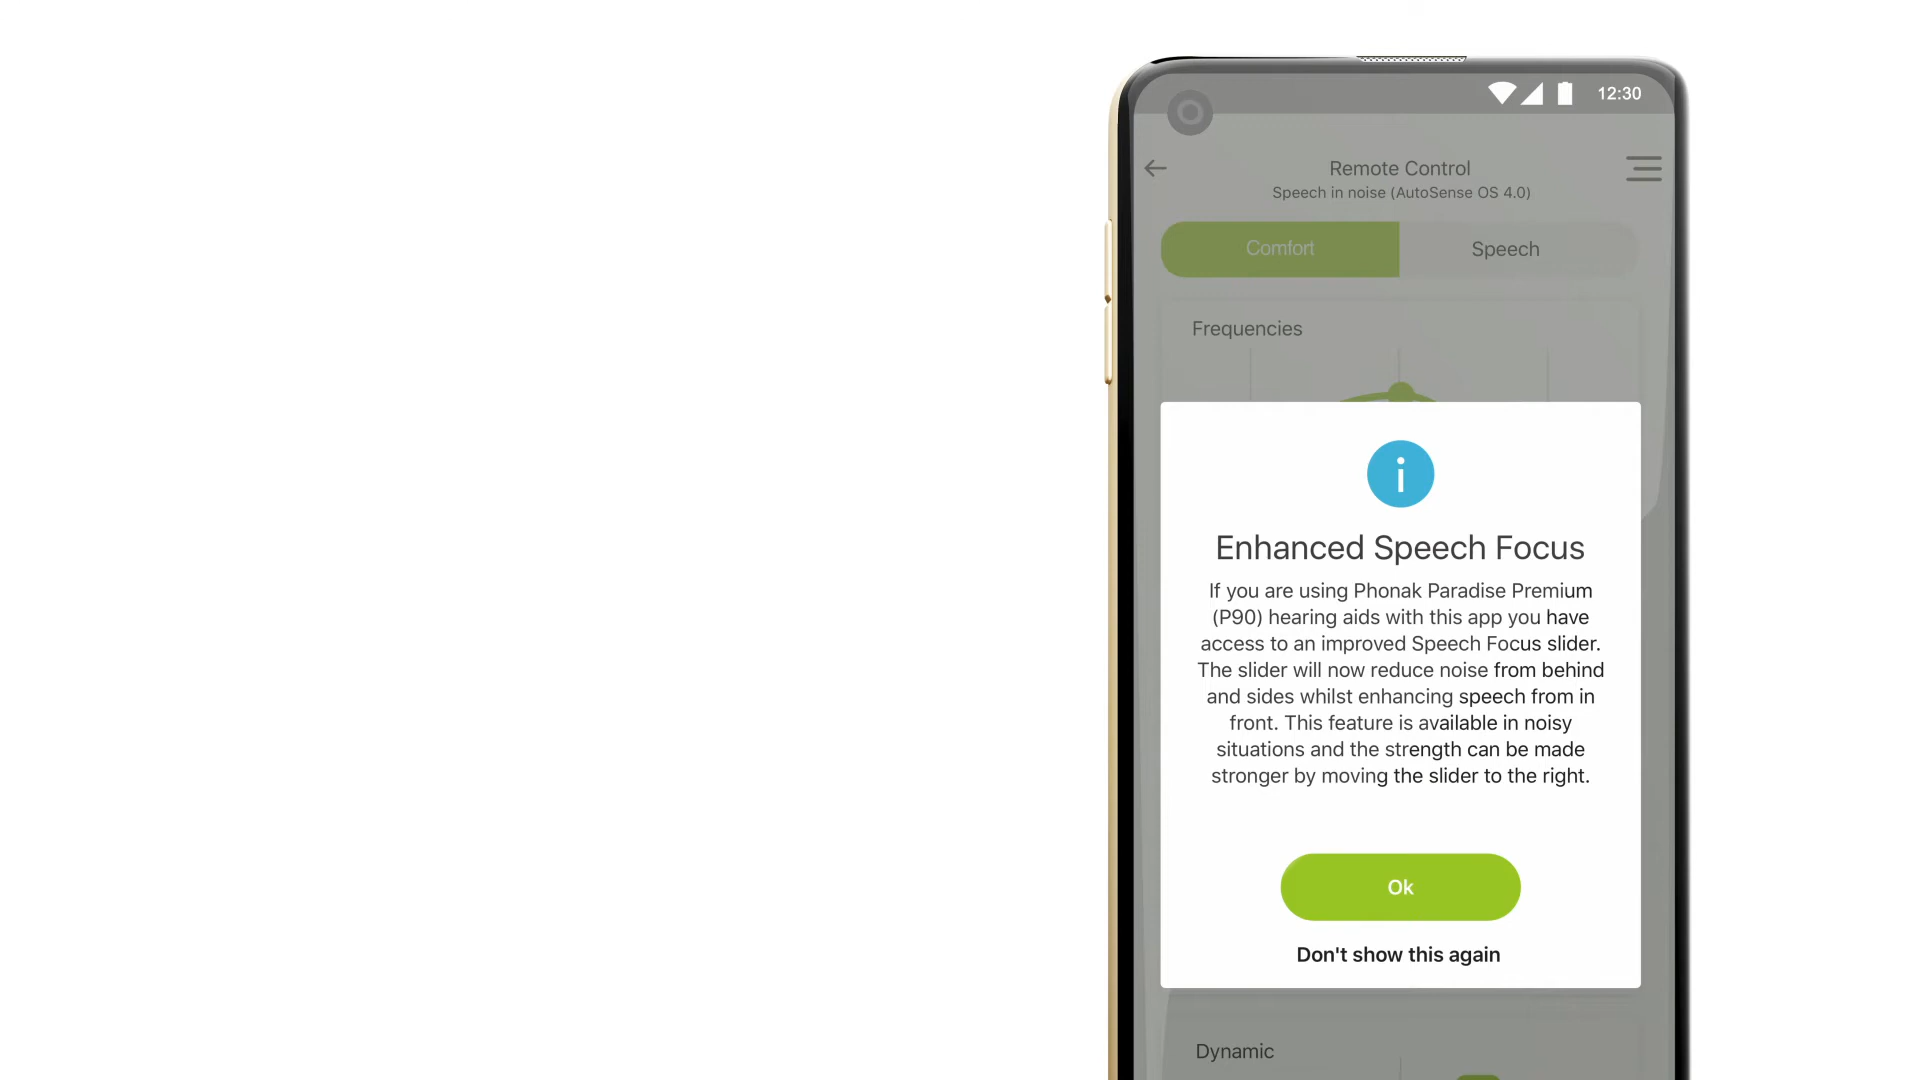 12:30
Remote Control
Speech in noise (AutoSense OS 4.0)
Comfort
Speech
Frequencies
i
Enhanced Speech Focus
If you are using Phonak Paradise Premium
(P90) hearing aids with this app you have
access to an improved Speech Focus slider.
The slider will now reduce noise from behind
and sides whilst enhancing speech from in
front. This feature is available in noisy
situations and the strength can be made
stronger by moving the slider to the right.
Ok
Don't show this again
Dynamic